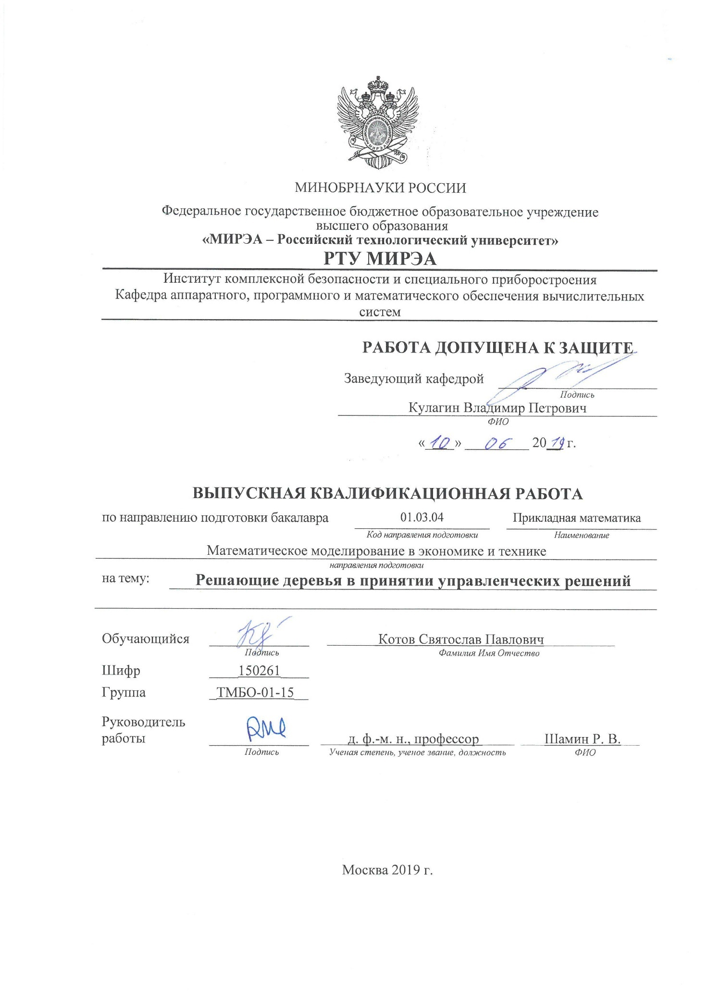 МИНОБРНАУКИ РОССИИ
Федеральное государственное бюджетное образовательное учреждение
высшего образования
«МИРЭА – Российский технологический университет»
РТУ МИРЭА
Институт комплексной безопасности и специального приборостроения
Кафедра аппаратного, программного и математического обеспечения вычислительных
систем
РАБОТА ДОПУЩЕНА К ЗАЩИТЕ
Заведующий кафедрой
Подпись
Кулагин Владимир Петрович
ФИО
«10» 06 2019 г.
ВЫПУСКНАЯ КВАЛИФИКАЦИОННАЯ РАБОТА
по направлению подготовки бакалавра 01.03.04 Прикладная математика
Код направления подготовки Наименование
Математическое моделирование в экономике и технике
направления подготовки
на тему: Решающие деревья в принятии управленческих решений
Обучающийся Котов Святослав Павлович
Подпись Фамилия Имя Отчество
Шифр 150261
Группа ТМБО-01-15
Руководитель
работы д. ф.-м. н., профессор Шамин Р. В.
Подпись Ученая степень, ученое звание, должность ФИО
Москва 2019 г.